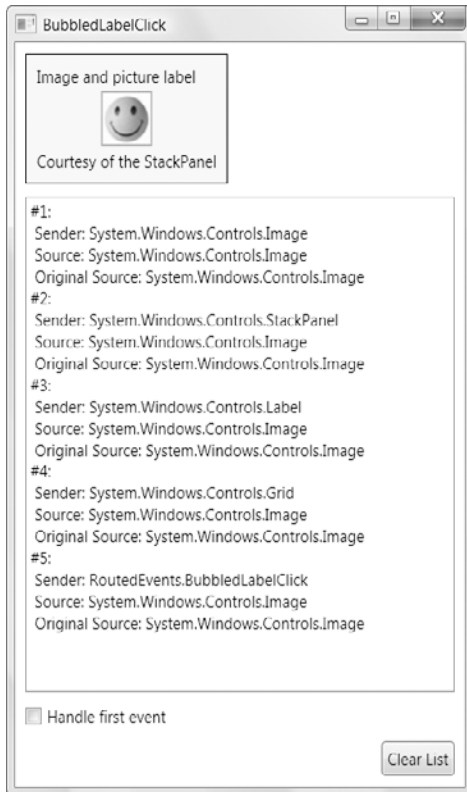 BubbledLabelClick
Image and picture label
Courtesy of the StackPanel
#1:
Sender: System.Windows.Controls.Image
Source: System.Windows.Controls.Image
Original Source: System.Windows.Controls.Image
#2:
Sender: System.Windows.Controls.StackPanel
Source: System.Windows.Controls.Image
Original Source: System.Windows.Controls.Image
#3:
Sender: System.Windows.Controls.Label
Source: System.Windows.Controls.Image
Original Source: System.Windows.Controls.Image
#4:
Sender: System.Windows.Controls.Grid
Source: System.Windows.Controls.Image
Original Source: System.Windows.Controls.Image
#5:
Sender: RoutedEvents.BubbledLabelClick
Source: System.Windows.Controls.Image
Original Source: System.Windows.Controls.Image
Handle first event
Clear List